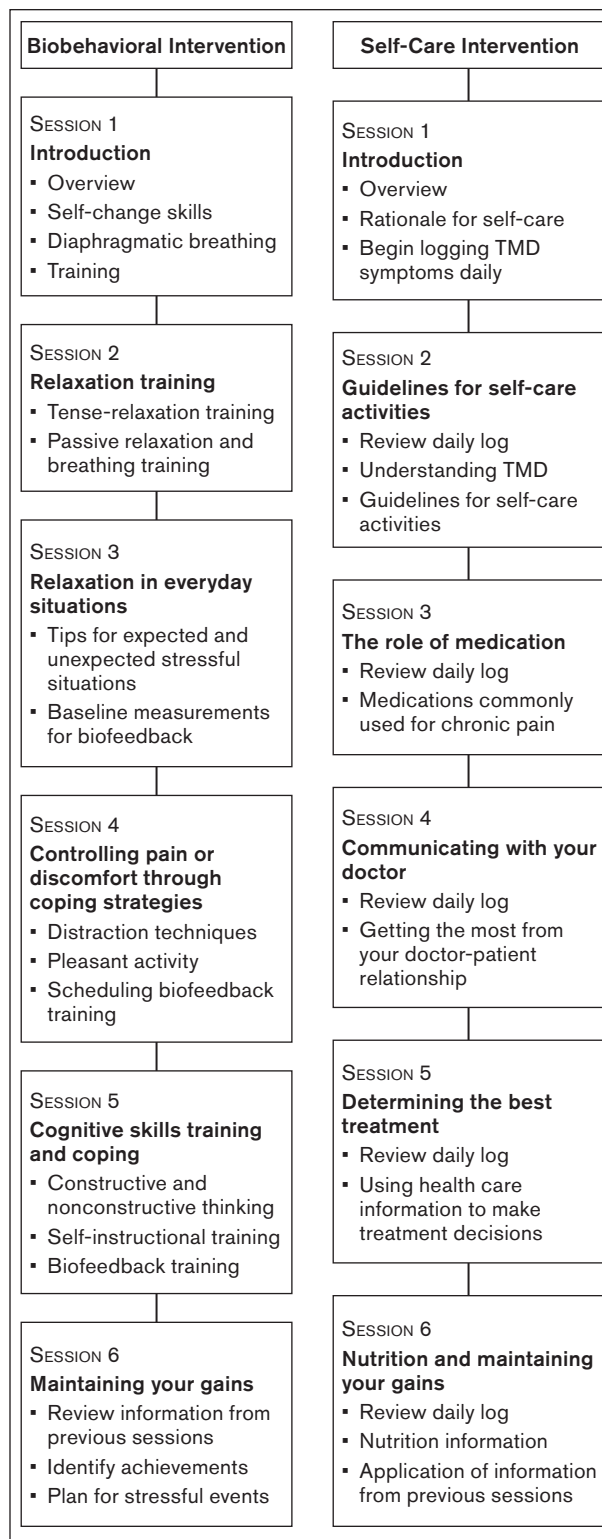 Biobehavioral Intervention
SESSION 1
Introduction
▪ Overview
▪ Self-change skills
▪ Diaphragmatic breathing
▪ Training
SESSION 2
Relaxation training
▪ Tense-relaxation training
▪ Passive relaxation and
breathing training
SESSION 3
Relaxation in everyday
situations
▪ Tips for expected and
unexpected stressful
situations
▪ Baseline measurements
for biofeedback
SESSION 4
Controlling pain or
discomfort through
coping strategies
▪ Distraction techniques
▪ Pleasant activity
▪ Scheduling biofeedback
training
SESSION 5
Cognitive skills training
and coping
▪ Constructive and
nonconstructive thinking
▪ Self-instructional training
▪ Biofeedback training
SESSION 6
Maintaining your gains
▪ Review information from
previous sessions
▪ Identify achievements
▪ Plan for stressful events
Self-Care Intervention
SESSION 1
Introduction
▪ Overview
▪ Rationale for self-care
▪ Begin logging TMD
symptoms daily
SESSION 2
Guidelines for self-care
activities
▪ Review daily log
▪ Understanding TMD
▪ Guidelines for self-care
activities
SESSION 3
The role of medication
▪ Review daily log
▪ Medications commonly
used for chronic pain
SESSION 4
Communicating with your
doctor
▪ Review daily log
▪ Getting the most from
your doctor-patient
relationship
SESSION 5
Determining the best
treatment
▪ Review daily log
▪ Using health care
information to make
treatment decisions
SESSION 6
Nutrition and maintaining
your gains
▪ Review daily log
▪ Nutrition information
▪ Application of information
from previous sessions